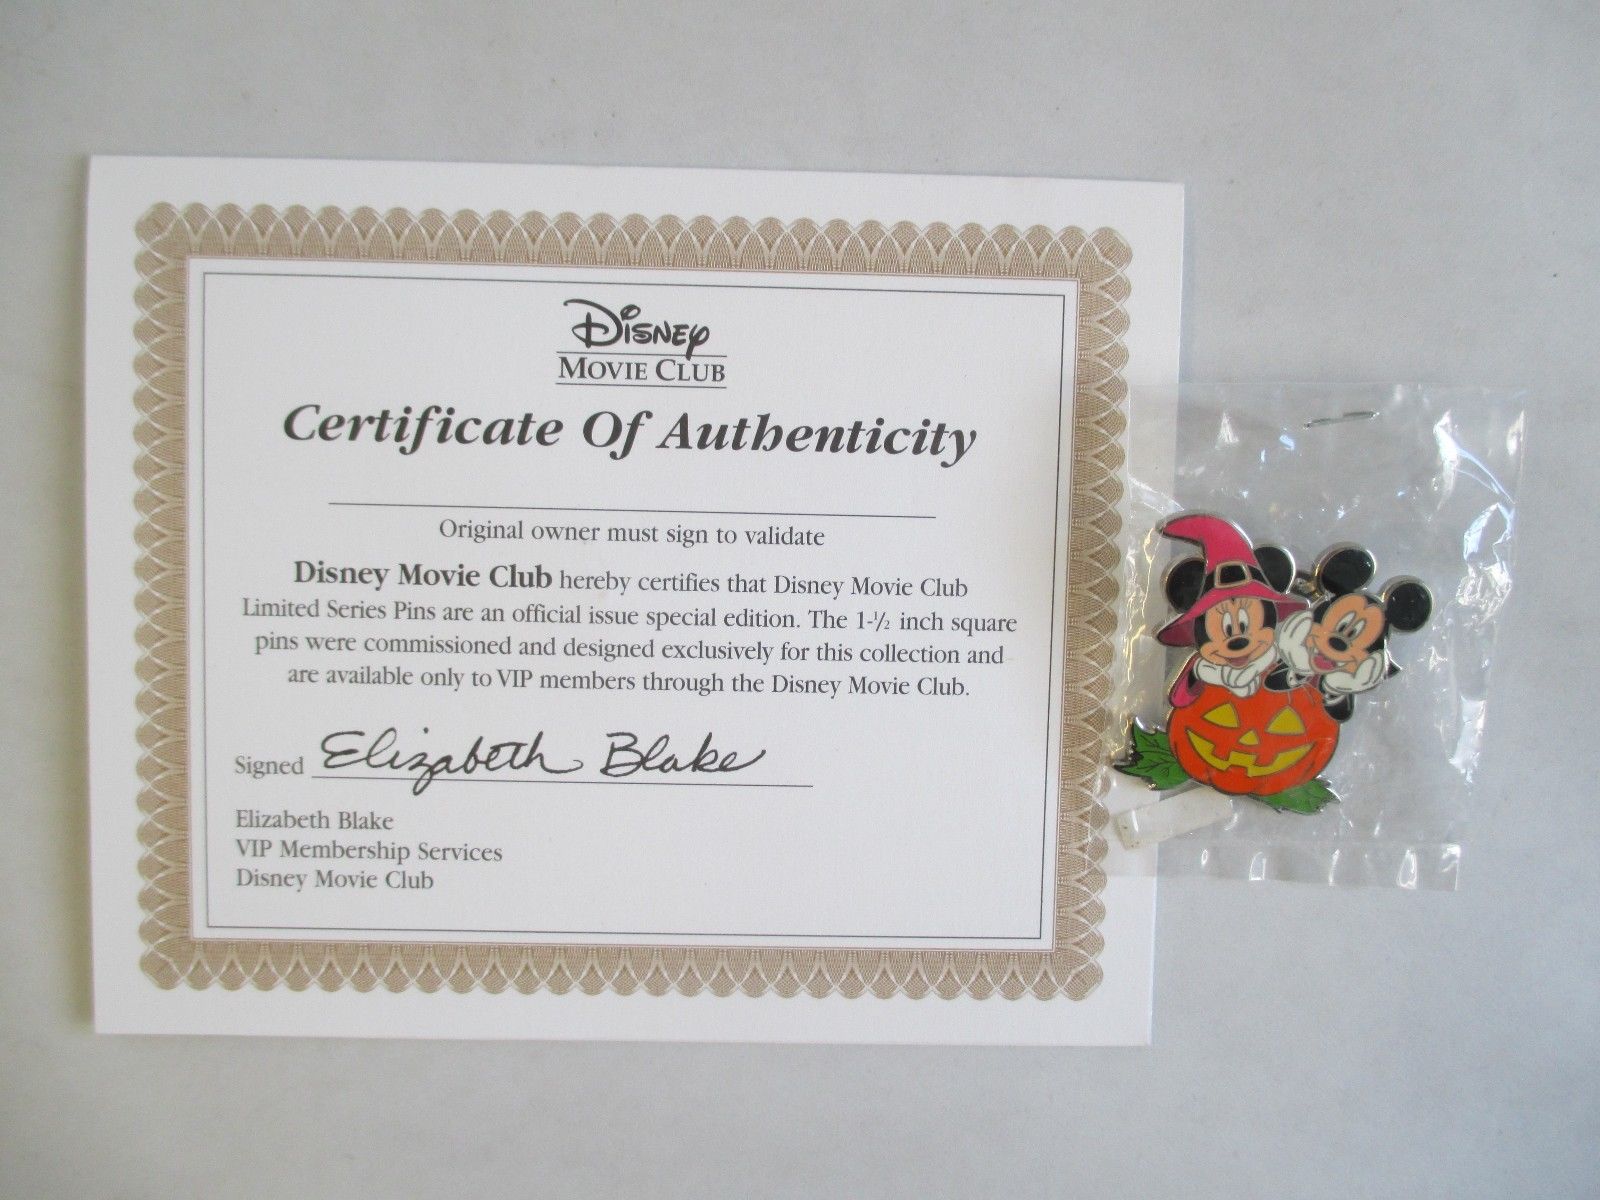 Disney
MOVIE CLUB
Certificate Of Authenticity
Original owner must sign to validate
Disney Movie Club hereby certifies that Disney Movie Club
Limited Series Pins are an official issue special edition. The 1-½ inch square
pins were commissioned and designed exclusively for this collection and
are available only to VIP members through the Disney Movie Club.
Signed Elizabeth Blake
Elizabeth Blake
VIP Membership Services
Disney Movie Club